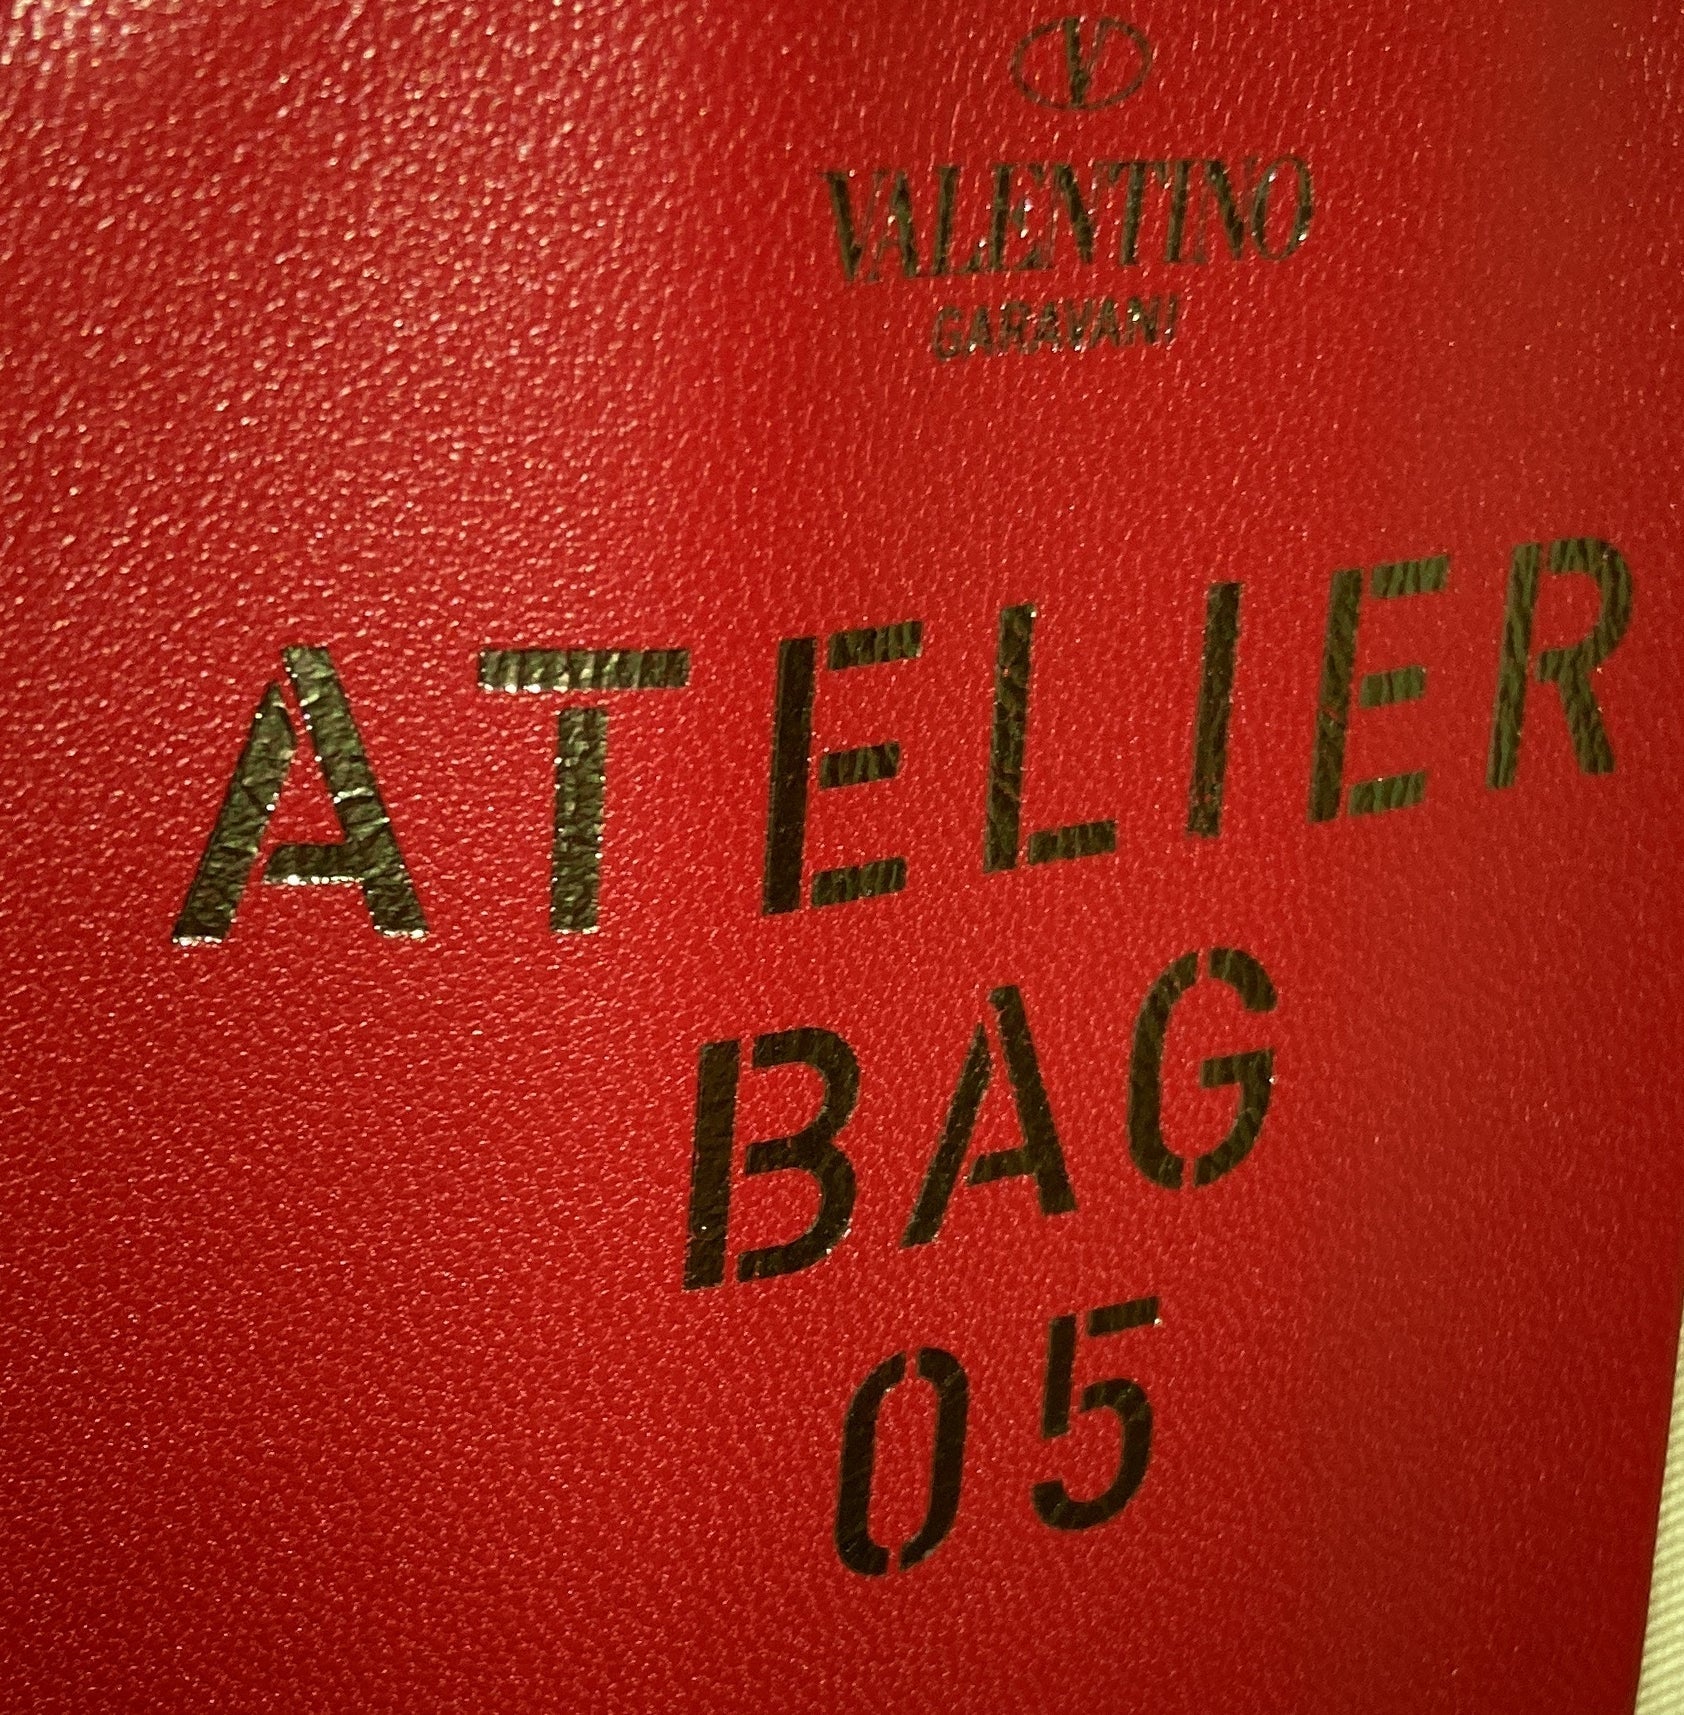 V
VALENTINO
GARAVANI
ATELIER
BAG
05